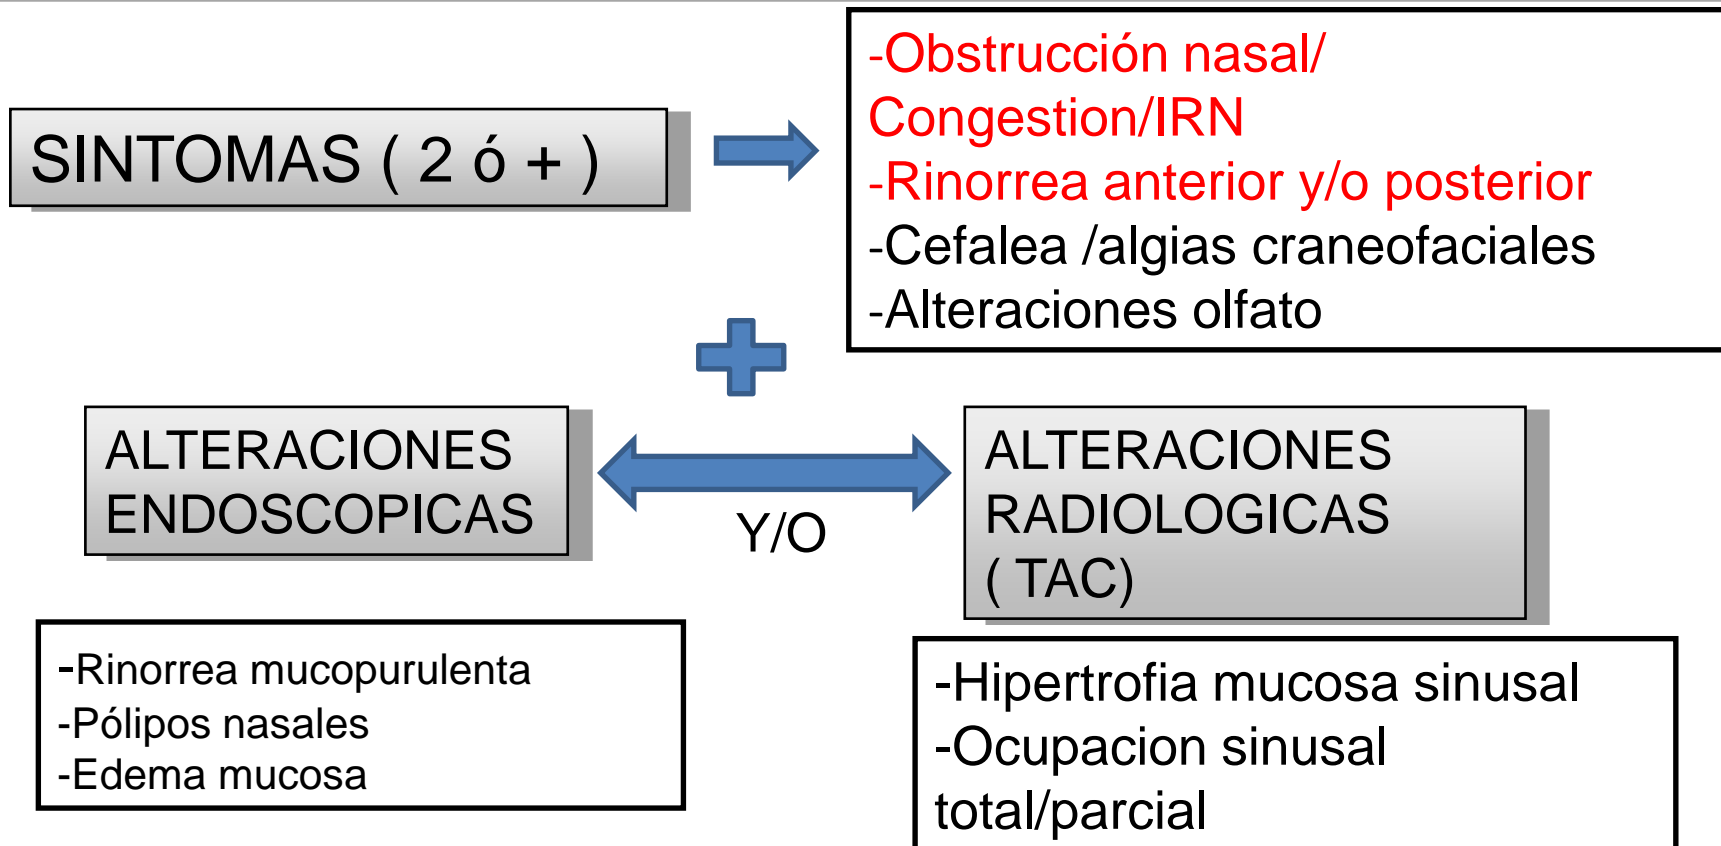 SINTOMAS ( 2 ó + )
-Obstrucción nasal/
Congestion/IRN
-Rinorrea anterior y/o posterior
-Cefalea /algias craneofaciales
-Alteraciones olfato
ALTERACIONES
ENDOSCOPICAS
Y/O
ALTERACIONES
RADIOLOGICAS
( TAC)
-Rinorrea mucopurulenta
-Pólipos nasales
-Edema mucosa
-Hipertrofia mucosa sinusal
-Ocupacion sinusal
total/parcial